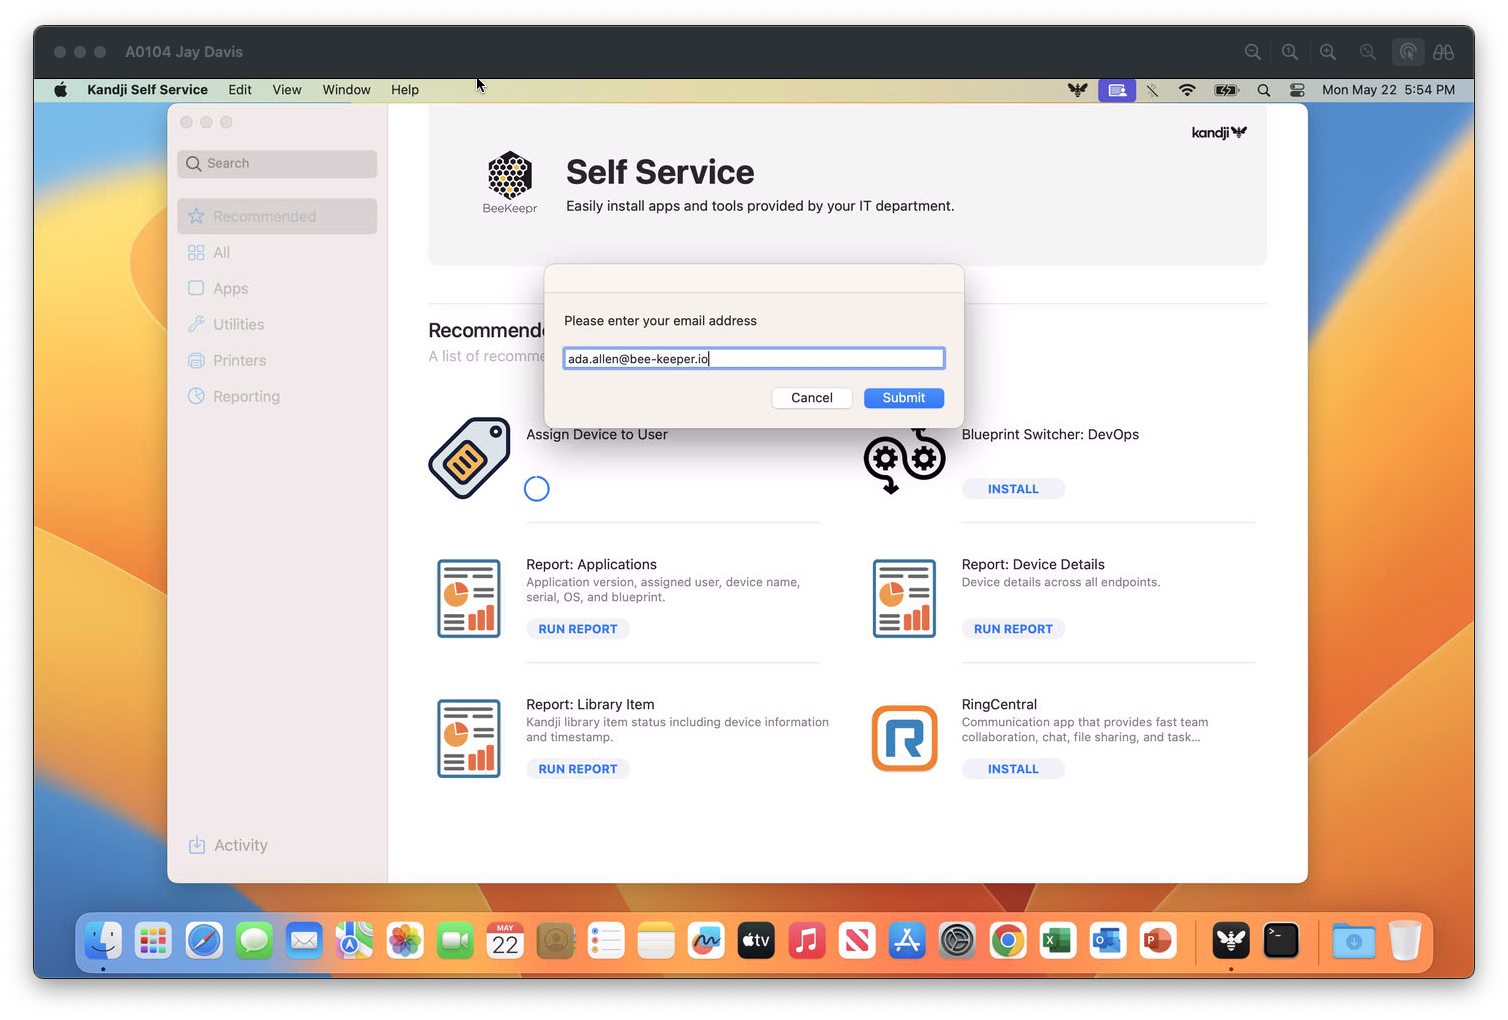 A0104 Jay Davis
Kandji Self Service Edit View Window Help
Mon May 22 5:54 PM
Search
Recommended
All
Apps
Utilities
Printers
Reporting
Activity
kandji
BeeKeepr
Self Service
Easily install apps and tools provided by your IT department.
Please enter your email address
ada.allen@bee-keeper.io
Cancel Submit
Recommend
A list of recomme
Assign Device to User
Blueprint Switcher: DevOps
INSTALL
Report: Applications
Application version, assigned user, device name,
serial, OS, and blueprint.
RUN REPORT
Report: Device Details
Device details across all endpoints.
RUN REPORT
Report: Library Item
Kandji library item status including device information
and timestamp.
RUN REPORT
RingCentral
Communication app that provides fast team
collaboration, chat, file sharing, and task...
INSTALL
MAY
22
tv